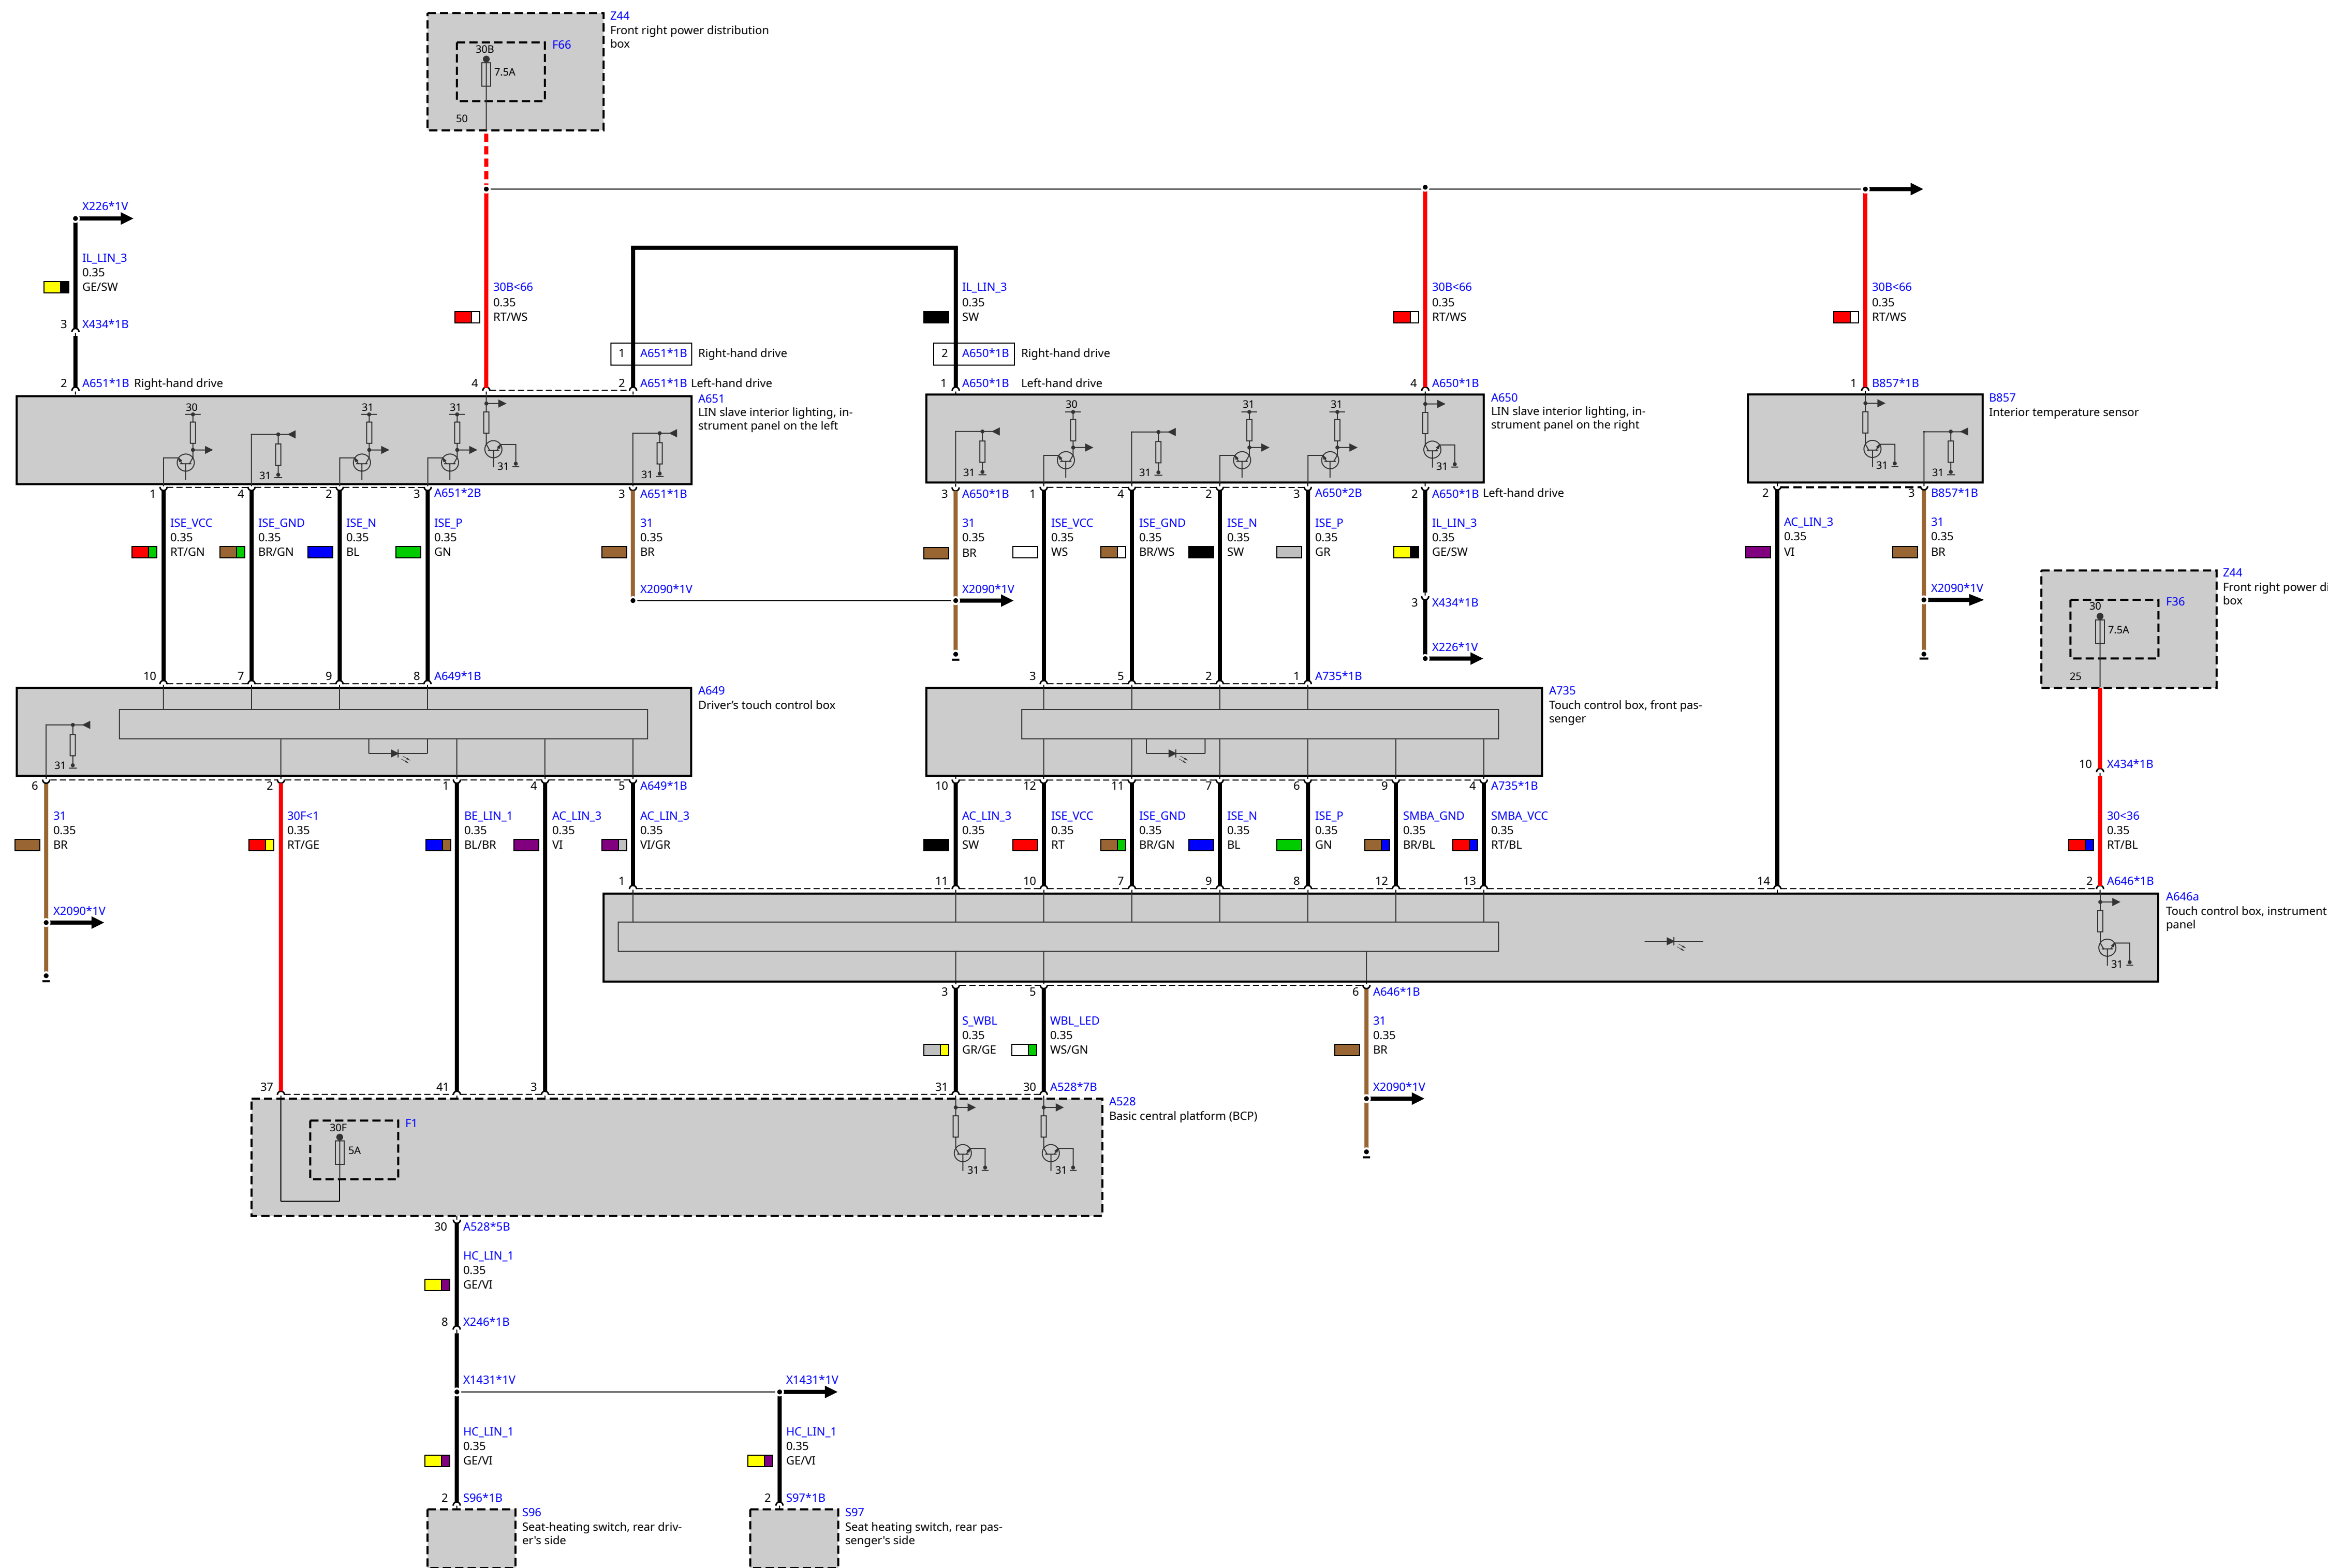 Z44
Front right power distribution
box
30B
F66
7.5A
50
X226*1V
IL_LIN_3
0.35
GE/SW
3 X434*1B
30B<66
0.35
RT/WS
IL_LIN_3
0.35
SW
30B<66
0.35
RT/WS
30B<66
0.35
RT/WS
1 A651*1B Right-hand drive
2 A650*1B Right-hand drive
2 A651*1B Right-hand drive
4
2 A651*1B Left-hand drive
1 A650*1B Left-hand drive
4 A650*1B
1 B857*1B
A651
LIN slave interior lighting, in-
strument panel on the left
30
31
31
31
31
31
A650
LIN slave interior lighting, in-
strument panel on the right
30
31
31
31
31
31
B857
Interior temperature sensor
31
31
1
4
2
3 A651*2B
3 A651*1B
3 A650*1B
1
4
2
3 A650*2B
2 A650*1B Left-hand drive
2
3 B857*1B
ISE_VCC
0.35
RT/GN
ISE_GND
0.35
BR/GN
ISE_N
0.35
BL
ISE_P
0.35
GN
31
0.35
BR
31
0.35
BR
ISE_VCC
0.35
WS
ISE_GND
0.35
BR/WS
ISE_N
0.35
SW
ISE_P
0.35
GR
IL_LIN_3
0.35
GE/SW
AC_LIN_3
0.35
VI
31
0.35
BR
X2090*1V
X2090*1V
3 X434*1B
X226*1V
X2090*1V
Z44
Front right power di
box
30
F36
7.5A
25
10
7
9
8 A649*1B
3
5
2
1 A735*1B
A649
Driver’s touch control box
31
A735
Touch control box, front pas-
senger
10 X434*1B
6
2
1
4
5 A649*1B
10
12
11
7
6
9
4 A735*1B
31
0.35
BR
30F<1
0.35
RT/GE
BE_LIN_1
0.35
BL/BR
AC_LIN_3
0.35
VI
AC_LIN_3
0.35
VI/GR
AC_LIN_3
0.35
SW
ISE_VCC
0.35
RT
ISE_GND
0.35
BR/GN
ISE_N
0.35
BL
ISE_P
0.35
GN
SMBA_GND
0.35
BR/BL
SMBA_VCC
0.35
RT/BL
30<36
0.35
RT/BL
1
11
10
7
9
8
12
13
14
2 A646*1B
A646a
Touch control box, instrument
panel
31
X2090*1V
3
5
6 A646*1B
S_WBL
0.35
GR/GE
WBL_LED
0.35
WS/GN
31
0.35
BR
37
41
3
31
30 A528*7B
X2090*1V
A528
Basic central platform (BCP)
30F
F1
5A
31
31
30 A528*5B
HC_LIN_1
0.35
GE/VI
8 X246*1B
X1431*1V
X1431*1V
HC_LIN_1
0.35
GE/VI
HC_LIN_1
0.35
GE/VI
2 S96*1B
2 S97*1B
S96
Seat-heating switch, rear driv-
er's side
S97
Seat heating switch, rear pas-
senger's side